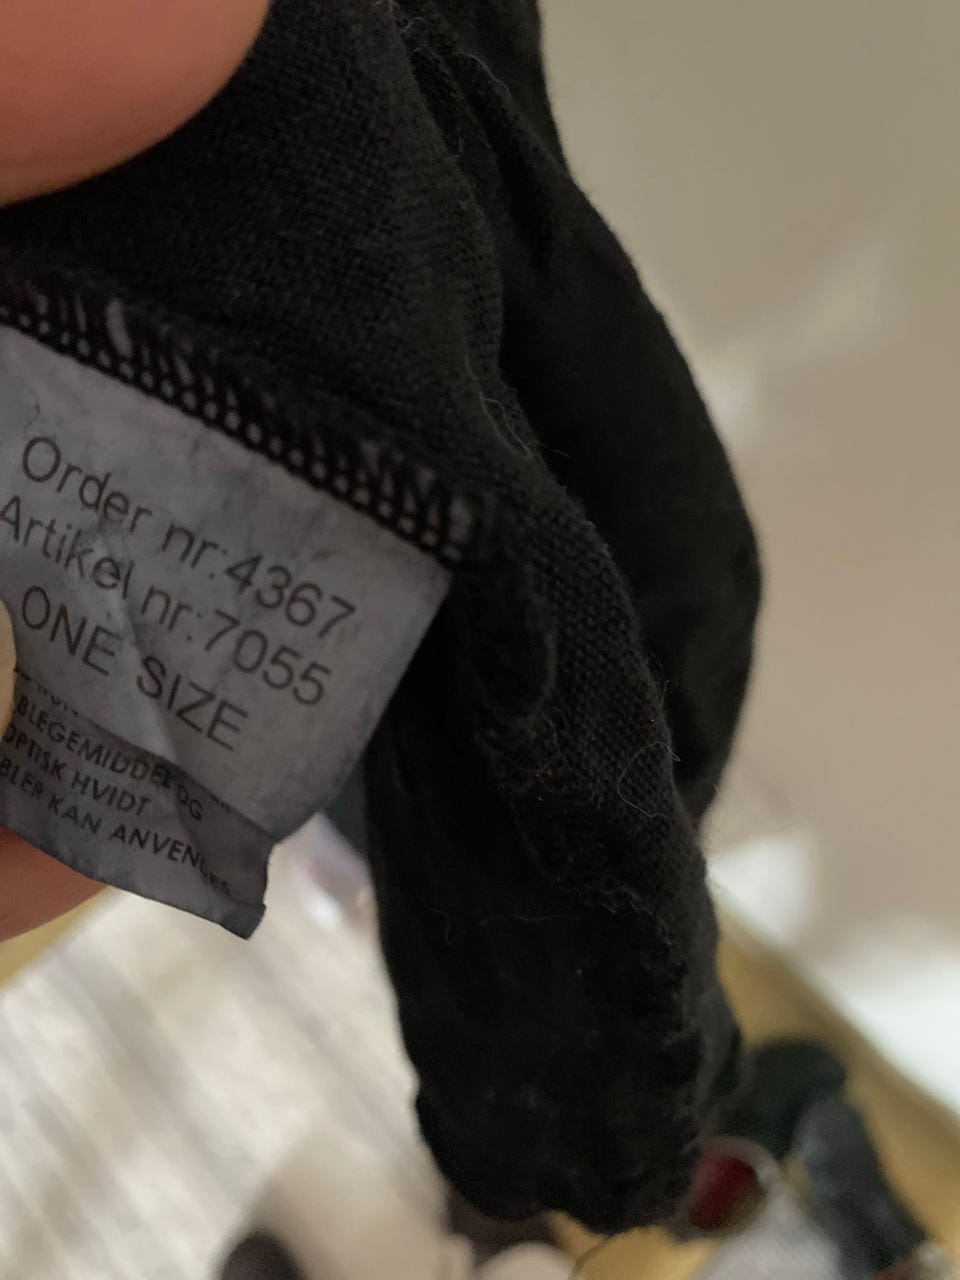 Order nr:4367
Artikel nr:7055
ONE SIZE
BLEGEMIDDEL OG
OPTISK HVIDT
BLER KAN ANVENDES